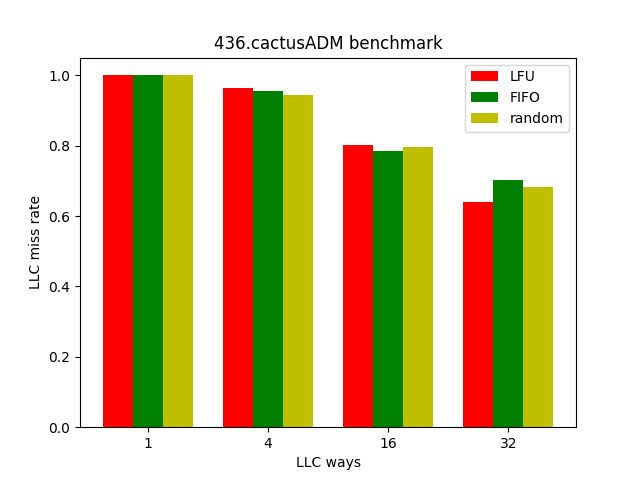 436.cactusADM benchmark
LFU
FIFO
random
LLC miss rate
1.0
0.8
0.6
0.4
0.2
0.0
1 4 16 32
LLC ways